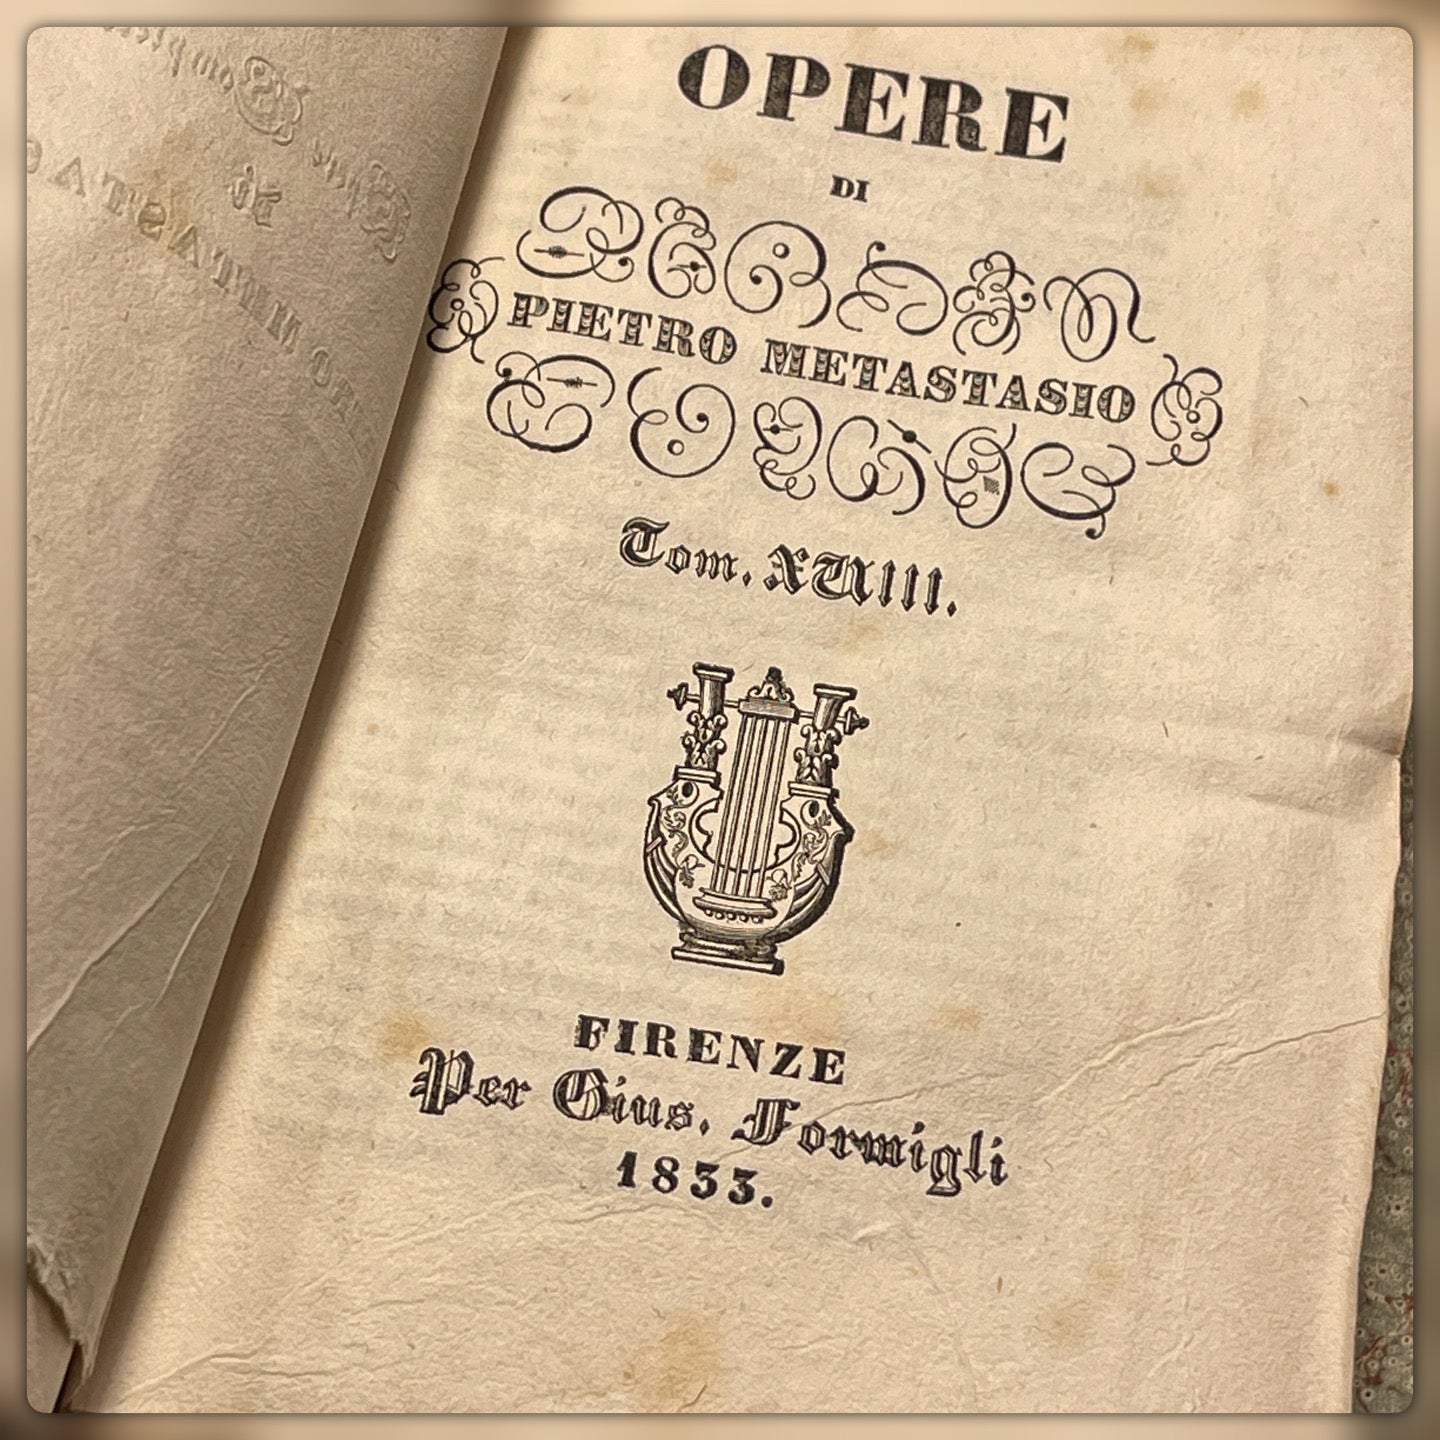 OPERE
DI
PIETRO METASTASIO
Tom. XVIII.
FIRENZE
Per Gius. Formigli
1833.